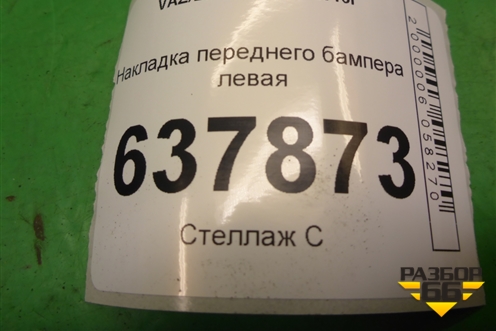 Накладка переднего бампера
левая
637873
Стеллаж С
2000006058270
РАЗБОР
66